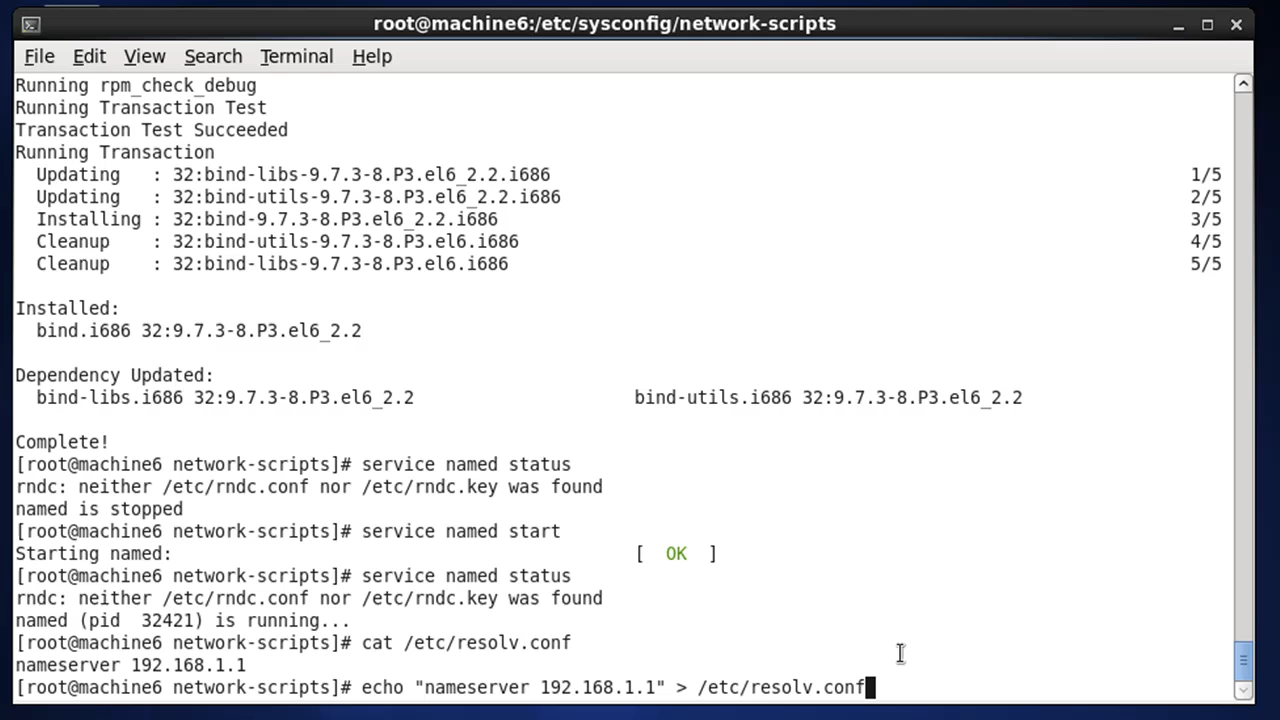 root@machine6:/etc/sysconfig/network-scripts
File Edit View Search Terminal Help
Running rpm_check_debug
Running Transaction Test
Transaction Test Succeeded
Running Transaction
  Updating   : 32:bind-libs-9.7.3-8.P3.el6_2.2.i686 1/5
  Updating   : 32:bind-utils-9.7.3-8.P3.el6_2.2.i686 2/5
  Installing : 32:bind-9.7.3-8.P3.el6_2.2.i686 3/5
  Cleanup    : 32:bind-utils-9.7.3-8.P3.el6.i686 4/5
  Cleanup    : 32:bind-libs-9.7.3-8.P3.el6.i686 5/5
Installed:
  bind.i686 32:9.7.3-8.P3.el6_2.2
Dependency Updated:
  bind-libs.i686 32:9.7.3-8.P3.el6_2.2 bind-utils.i686 32:9.7.3-8.P3.el6_2.2
Complete!
[root@machine6 network-scripts]# service named status
rndc: neither /etc/rndc.conf nor /etc/rndc.key was found
named is stopped
[root@machine6 network-scripts]# service named start
Starting named: [  OK  ]
[root@machine6 network-scripts]# service named status
rndc: neither /etc/rndc.conf nor /etc/rndc.key was found
named (pid  32421) is running...
[root@machine6 network-scripts]# cat /etc/resolv.conf
nameserver 192.168.1.1
[root@machine6 network-scripts]# echo "nameserver 192.168.1.1" > /etc/resolv.conf